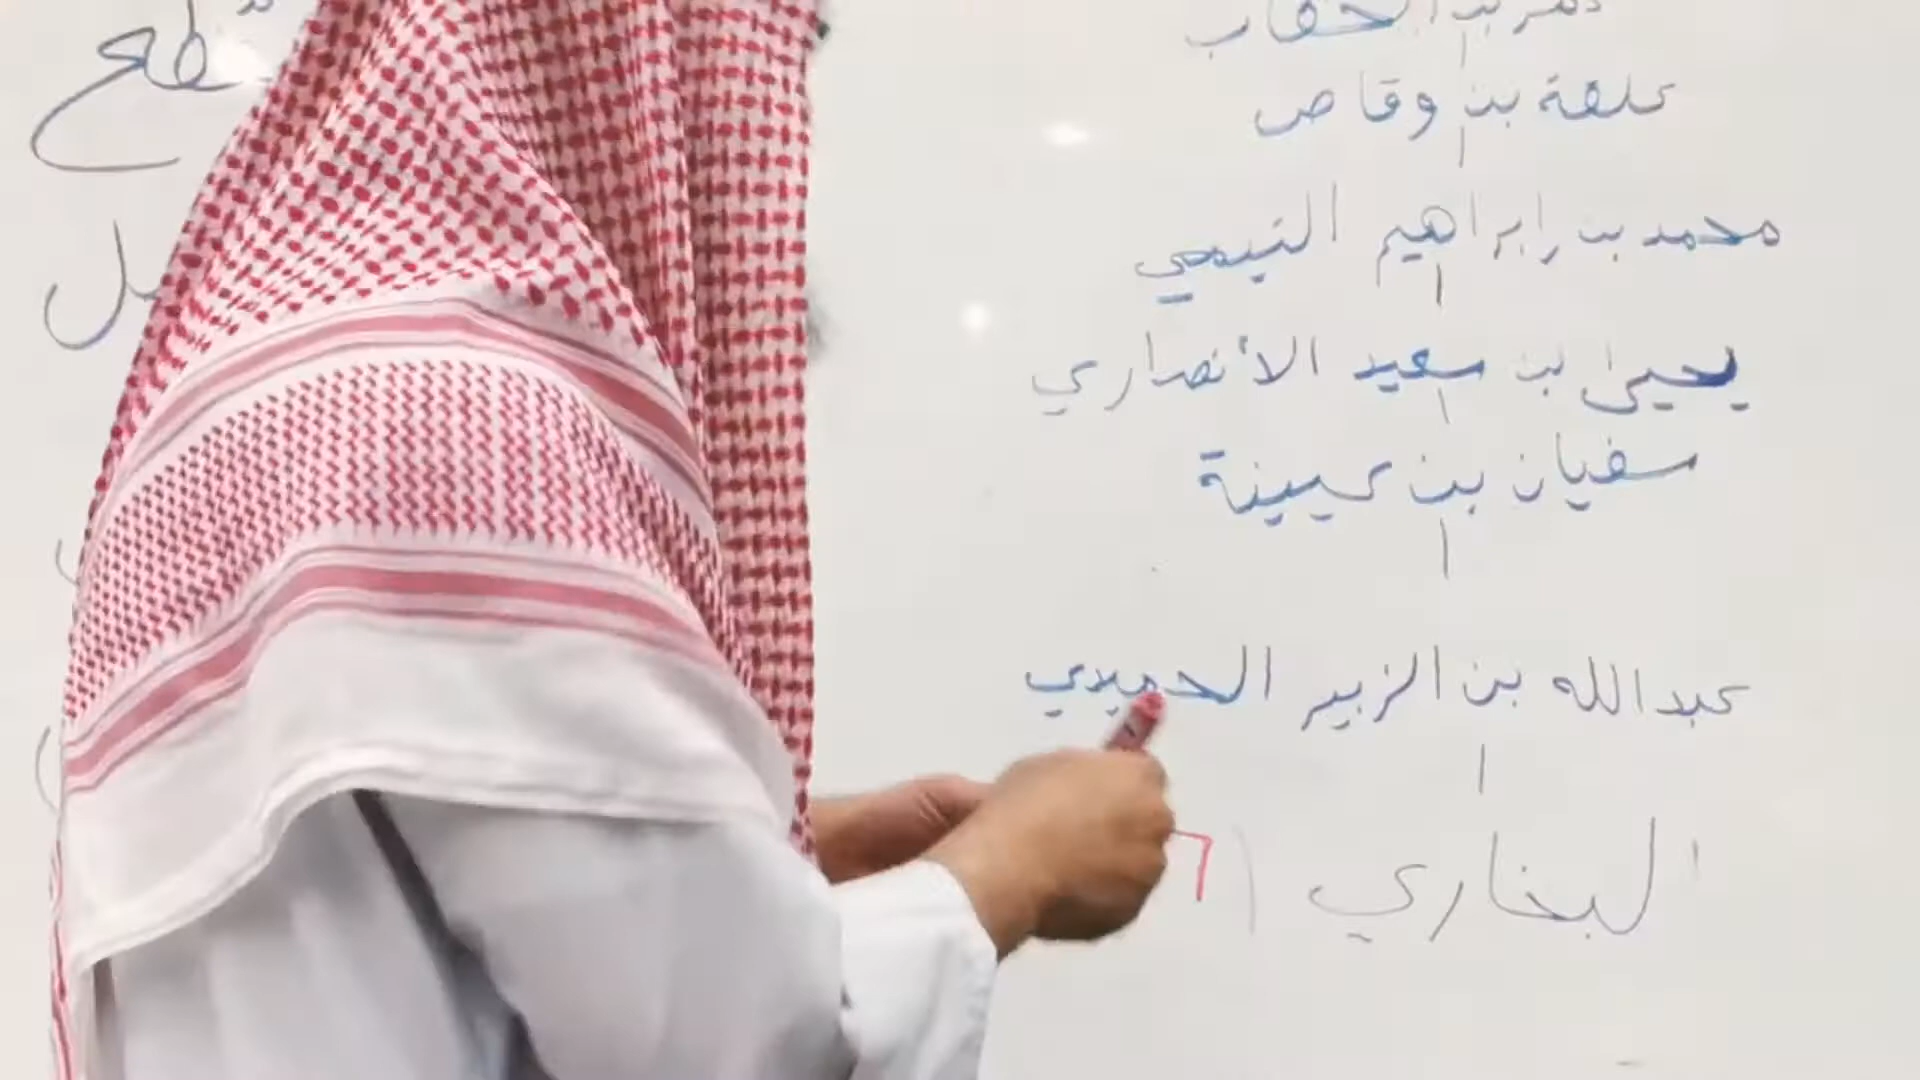 عمر بن الخطاب
علقمة بن وقاص
محمد بن إبراهيم التيمي
يحيى بن سعيد الأنصاري
سفيان بن عيينة
عبدالله بن الزبير الحميدي
البخاري ١